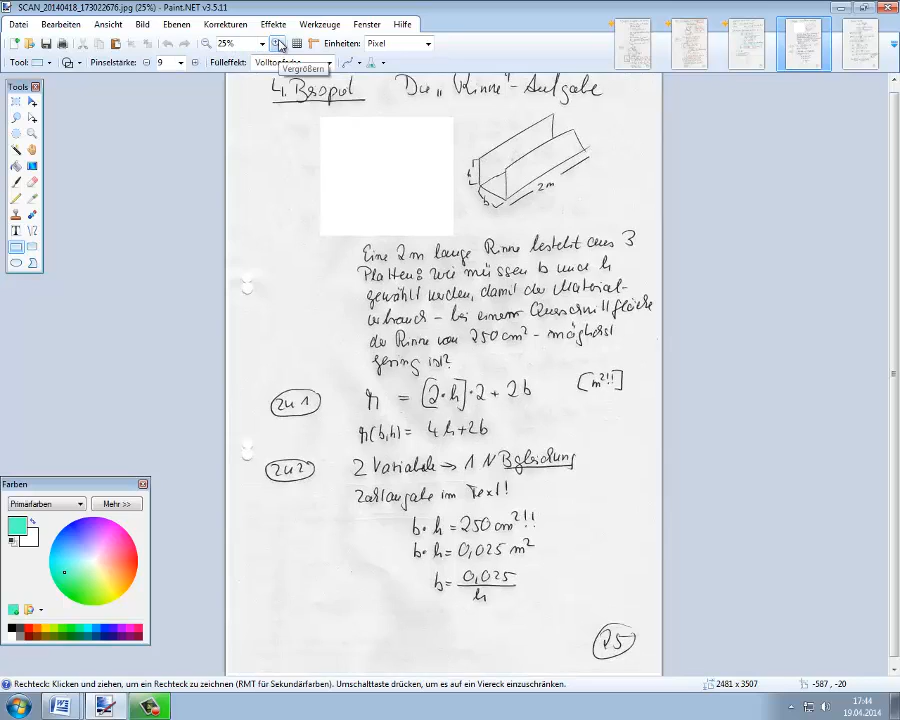 SCAN_20140418_173022676.jpg (25%) - Paint.NET v3.5.11
Datei Bearbeiten Ansicht Bild Ebenen Korrekturen Effekte Werkzeuge Fenster Hilfe
25% Einheiten: Pixel
Tool: Pinselstärke: 9 Fülleffekt: Volltonfarbe
Vergrößern
Tools
4. Beispiel Die „Rinne"-Aufgabe
h
b
2m
Eine 2m lange Rinne besteht aus 3
Platten: Wie müssen b und h
gewählt werden, damit der Material-
verbrauch – bei einem Querschnittfläche
der Rinne von 250 cm² – möglichst
gering ist?
Zu 1 M = [2·h]·2 + 2b [m²!!]
M(b,h) = 4h+2b
Zu 2 2 Variable → 1 N Bgleichung
Zahlangabe im Text!
b·h = 250 cm²!!
b·h = 0,025 m²
b = 0,025
h
25
Farben
Primärfarben Mehr >>
Rechteck: Klicken und ziehen, um ein Rechteck zu zeichnen (RMT für Sekundärfarben). Umschalttaste drücken, um es auf ein Viereck einzuschränken.
2481 x 3507
-587, -20
17:44
19.04.2014